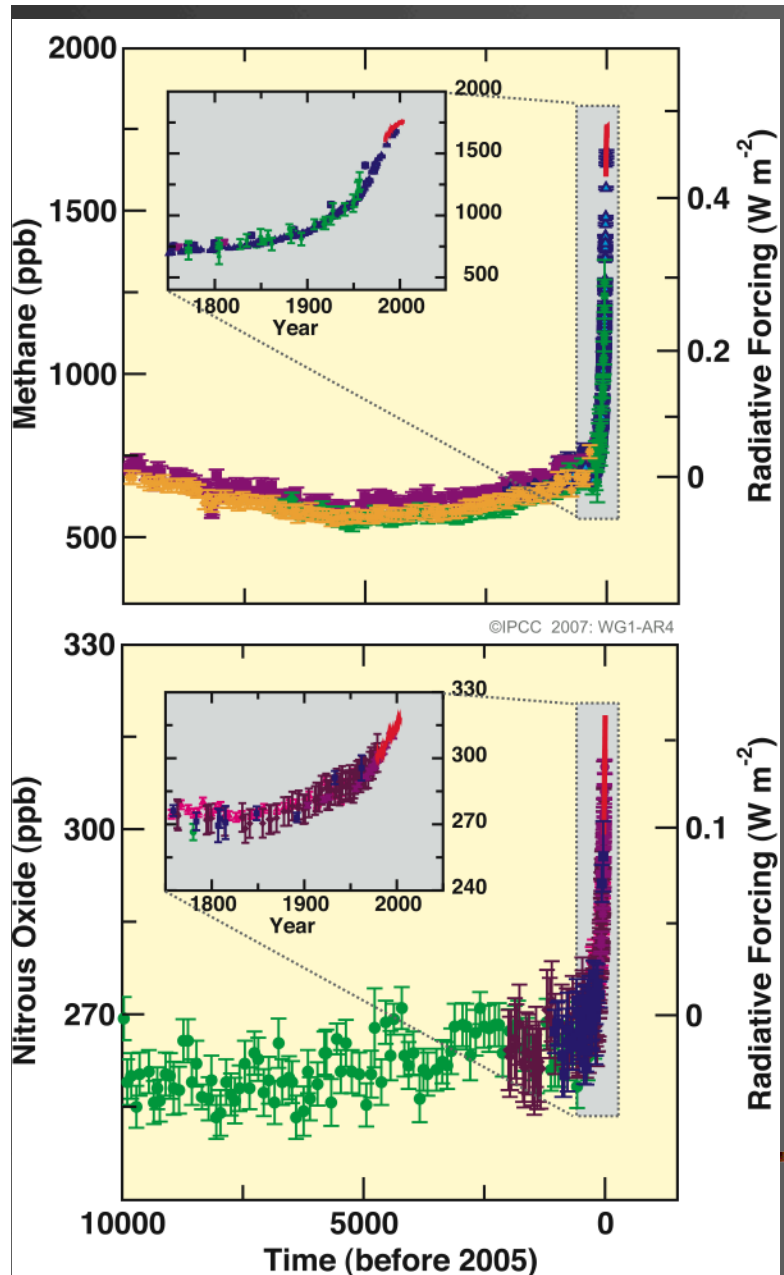 2000
1500
1000
500
Methane (ppb)
2000
1500
1000
500
1800 1900 2000
Year
0.4
0.2
0
Radiative Forcing (W m-2)
©IPCC 2007: WG1-AR4
330
300
270
Nitrous Oxide (ppb)
330
300
270
240
1800 1900 2000
Year
0.1
0
Radiative Forcing (W m-2)
10000 5000 0
Time (before 2005)